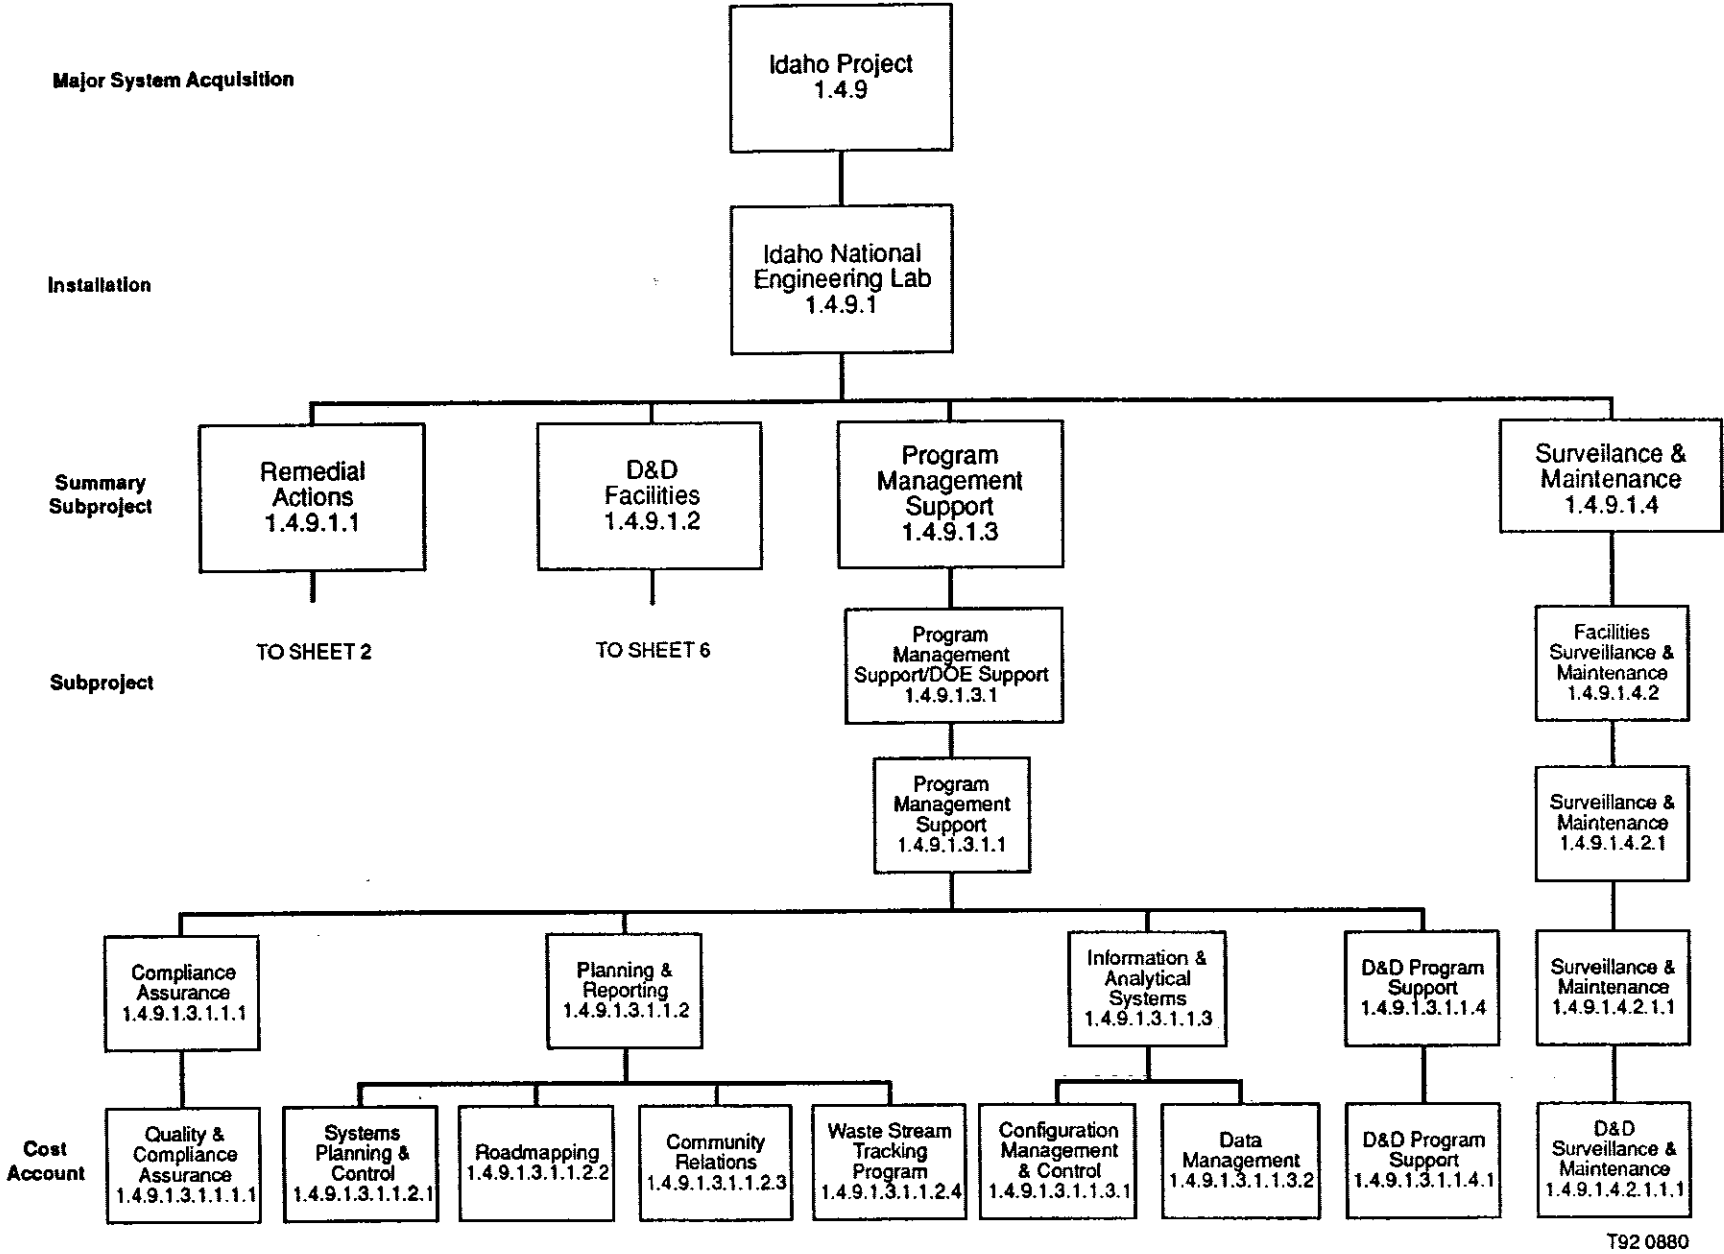 Major System Acquisition
Idaho Project
1.4.9
Installation
Idaho National
Engineering Lab
1.4.9.1
Summary
Subproject
Remedial
Actions
1.4.9.1.1
D&D
Facilities
1.4.9.1.2
Program
Management
Support
1.4.9.1.3
Surveillance &
Maintenance
1.4.9.1.4
TO SHEET 2
TO SHEET 6
Subproject
Program
Management
Support/DOE Support
1.4.9.1.3.1
Facilities
Surveillance &
Maintenance
1.4.9.1.4.2
Program
Management
Support
1.4.9.1.3.1.1
Surveillance &
Maintenance
1.4.9.1.4.2.1
Compliance
Assurance
1.4.9.1.3.1.1.1
Planning &
Reporting
1.4.9.1.3.1.1.2
Information &
Analytical
Systems
1.4.9.1.3.1.1.3
D&D Program
Support
1.4.9.1.3.1.1.4
Surveillance &
Maintenance
1.4.9.1.4.2.1.1
Cost
Account
Quality &
Compliance
Assurance
1.4.9.1.3.1.1.1.1
Systems
Planning &
Control
1.4.9.1.3.1.1.2.1
Roadmapping
1.4.9.1.3.1.1.2.2
Community
Relations
1.4.9.1.3.1.1.2.3
Waste Stream
Tracking
Program
1.4.9.1.3.1.1.2.4
Configuration
Management
& Control
1.4.9.1.3.1.1.3.1
Data
Management
1.4.9.1.3.1.1.3.2
D&D Program
Support
1.4.9.1.3.1.1.4.1
D&D
Surveillance &
Maintenance
1.4.9.1.4.2.1.1.1
T92 0880